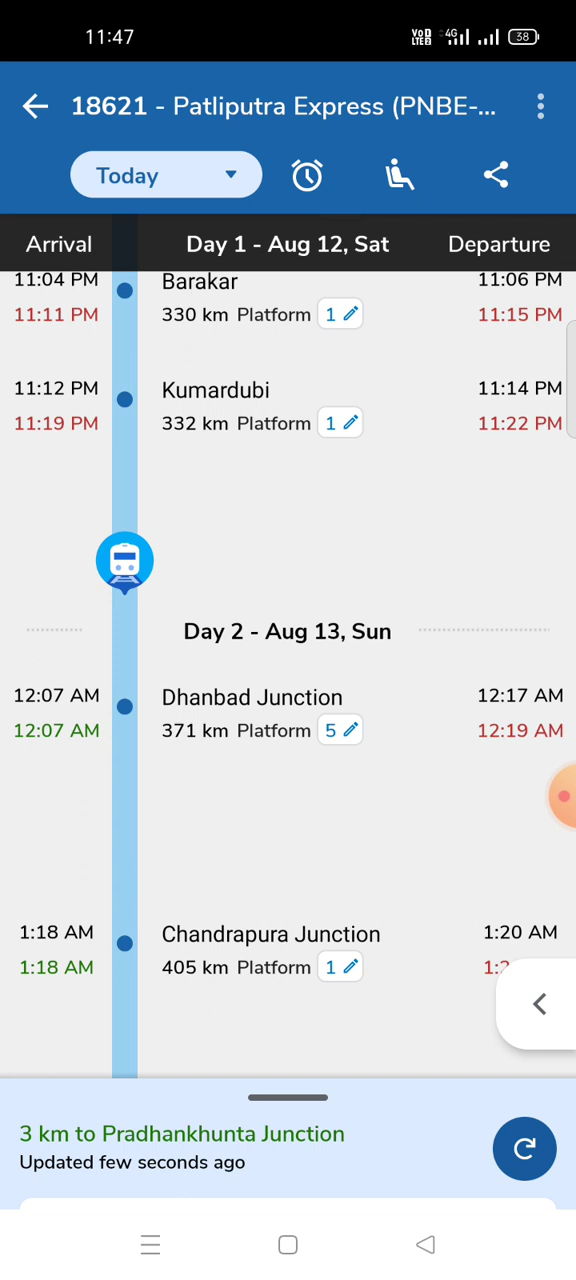 11:47
VoD LTE2 4G 38
18621 - Patliputra Express (PNBE-...
Today
Arrival Day 1 - Aug 12, Sat Departure
11:04 PM Barakar 11:06 PM
11:11 PM 330 km Platform 1 11:15 PM
11:12 PM Kumardubi 11:14 PM
11:19 PM 332 km Platform 1 11:22 PM
Day 2 - Aug 13, Sun
12:07 AM Dhanbad Junction 12:17 AM
12:07 AM 371 km Platform 5 12:19 AM
1:18 AM Chandrapura Junction 1:20 AM
1:18 AM 405 km Platform 1
3 km to Pradhankhunta Junction
Updated few seconds ago